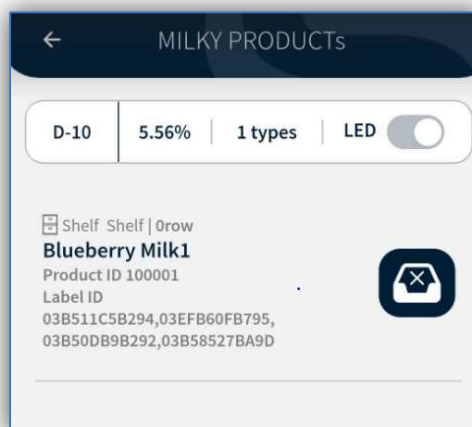 MILKY PRODUCTs
D-10 5.56% 1 types LED
Shelf Shelf | 0row
Blueberry Milk1
Product ID 100001
Label ID
03B511C5B294,03EFB60FB795,
03B50DB9B292,03B58527BA9D